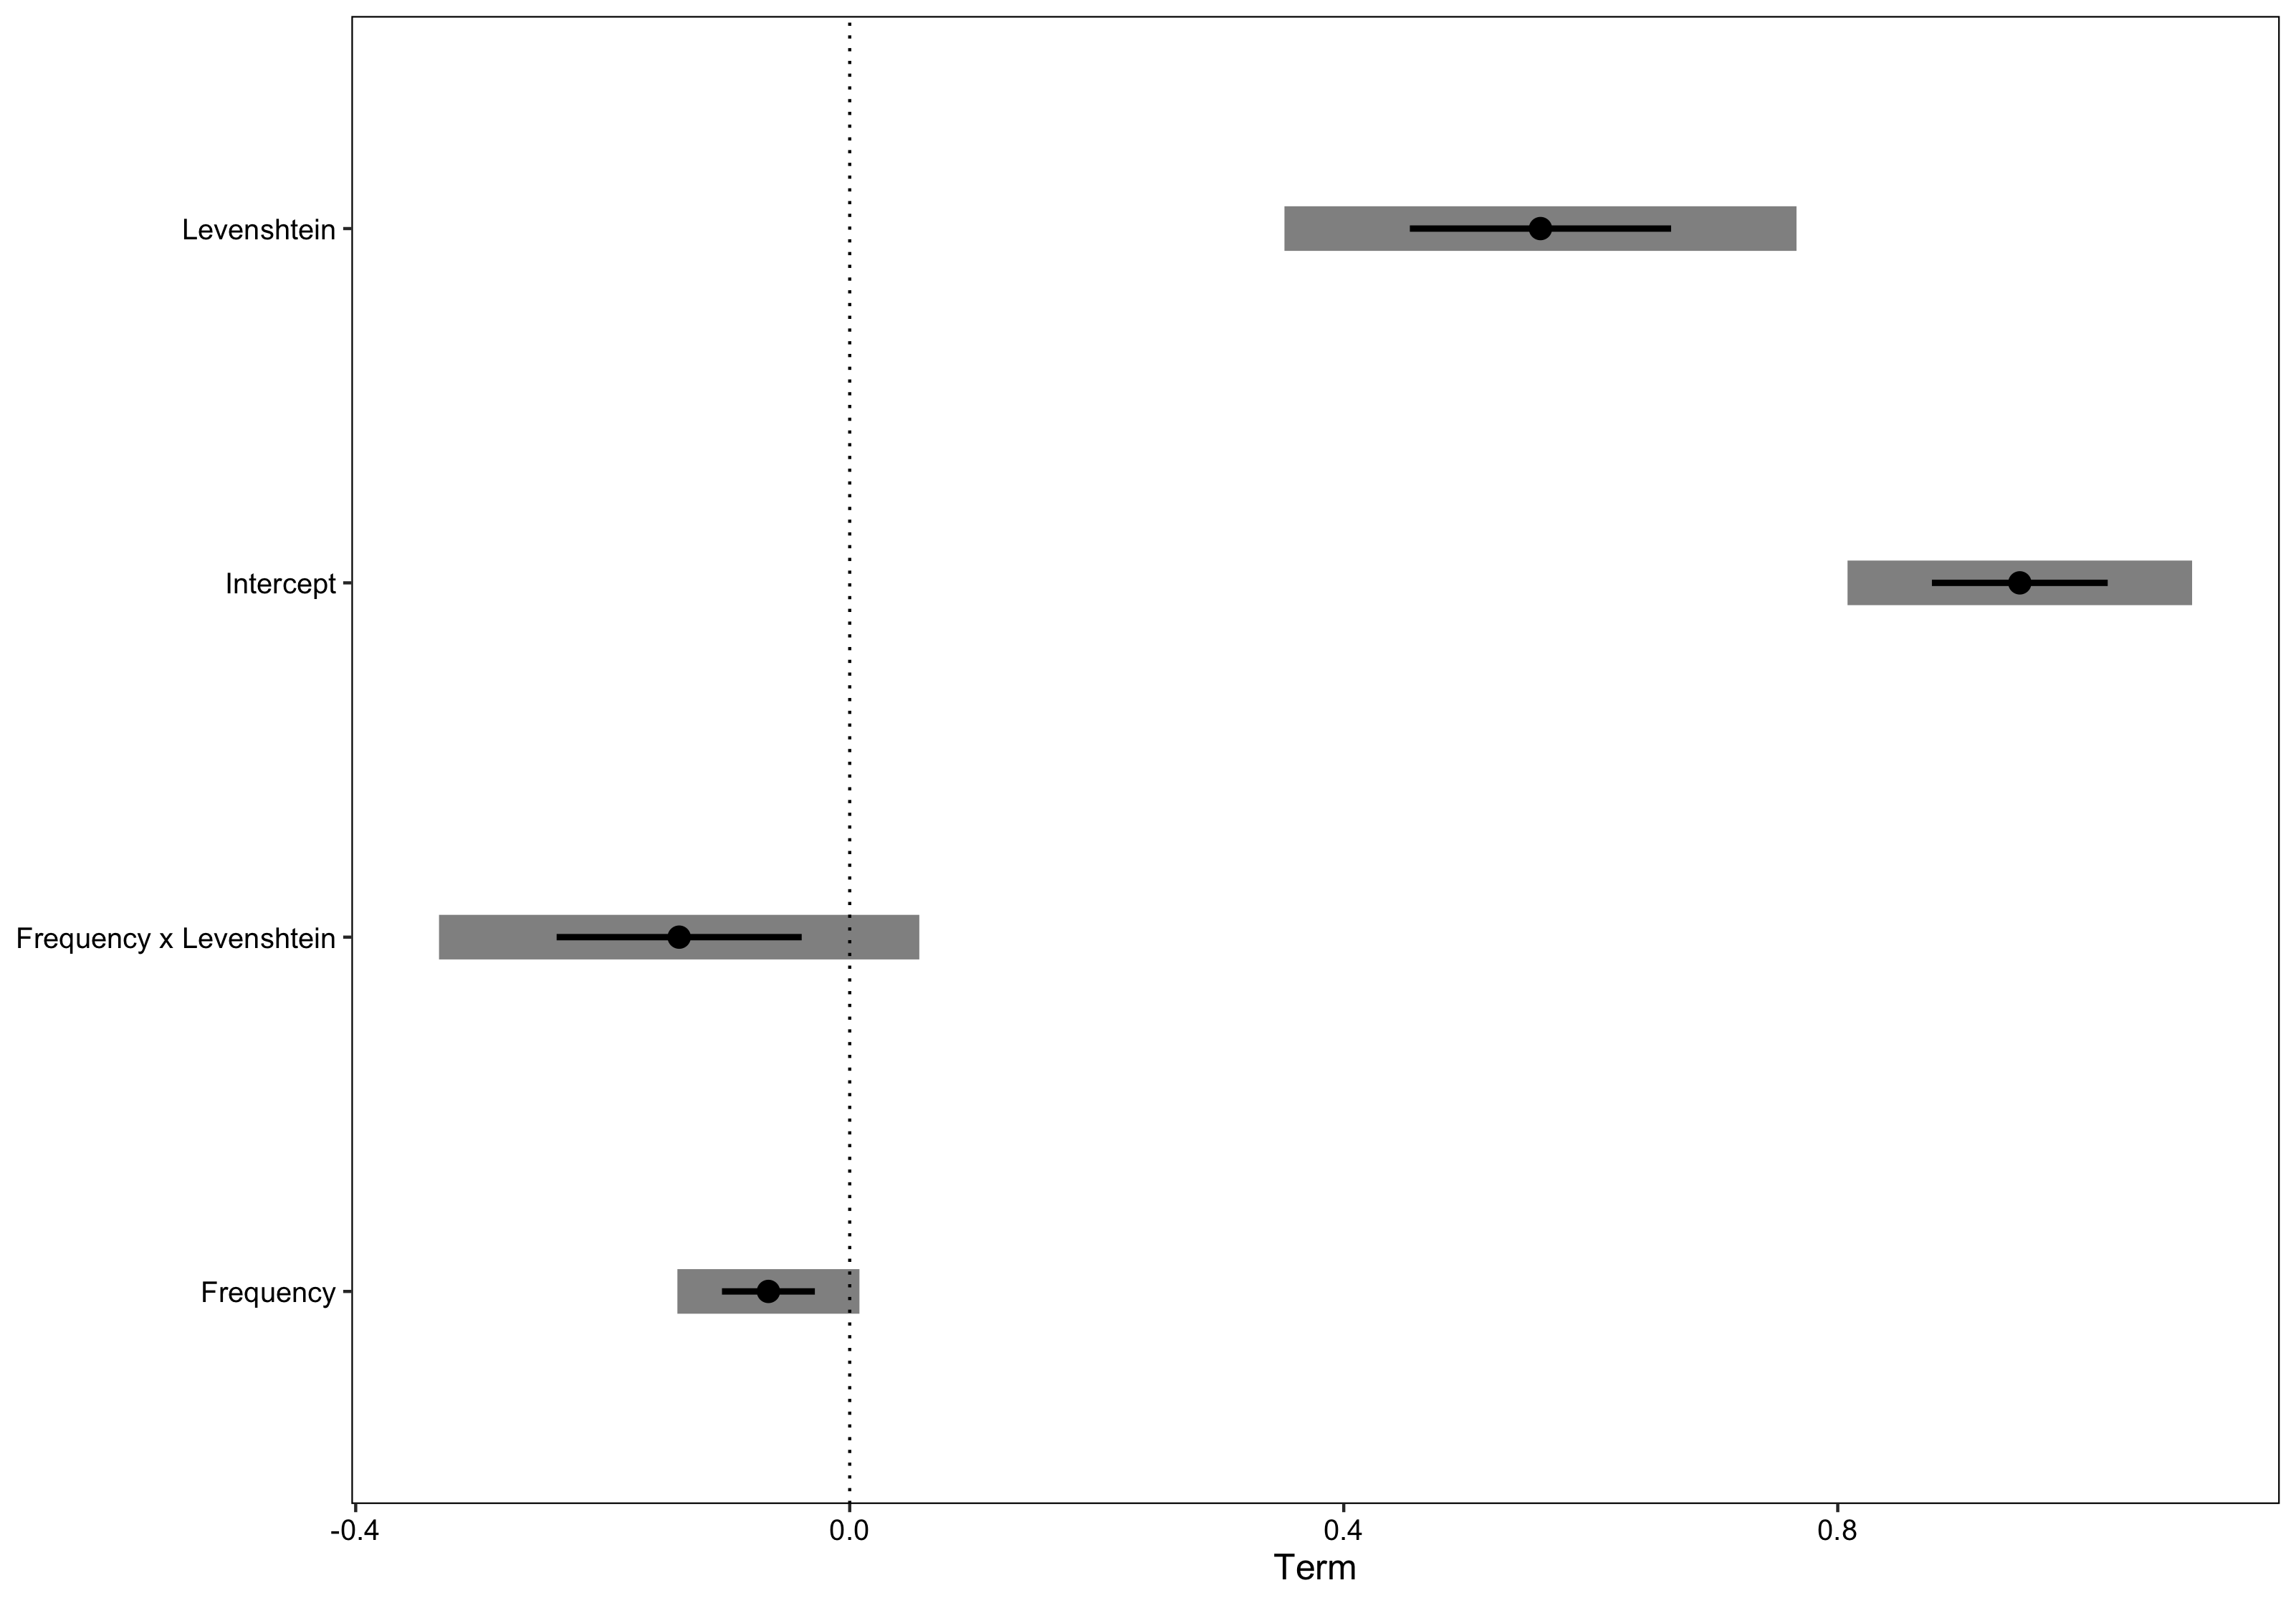 Levenshtein
Intercept
Frequency x Levenshtein
Frequency
-0.4 0.0 0.4 0.8
Term